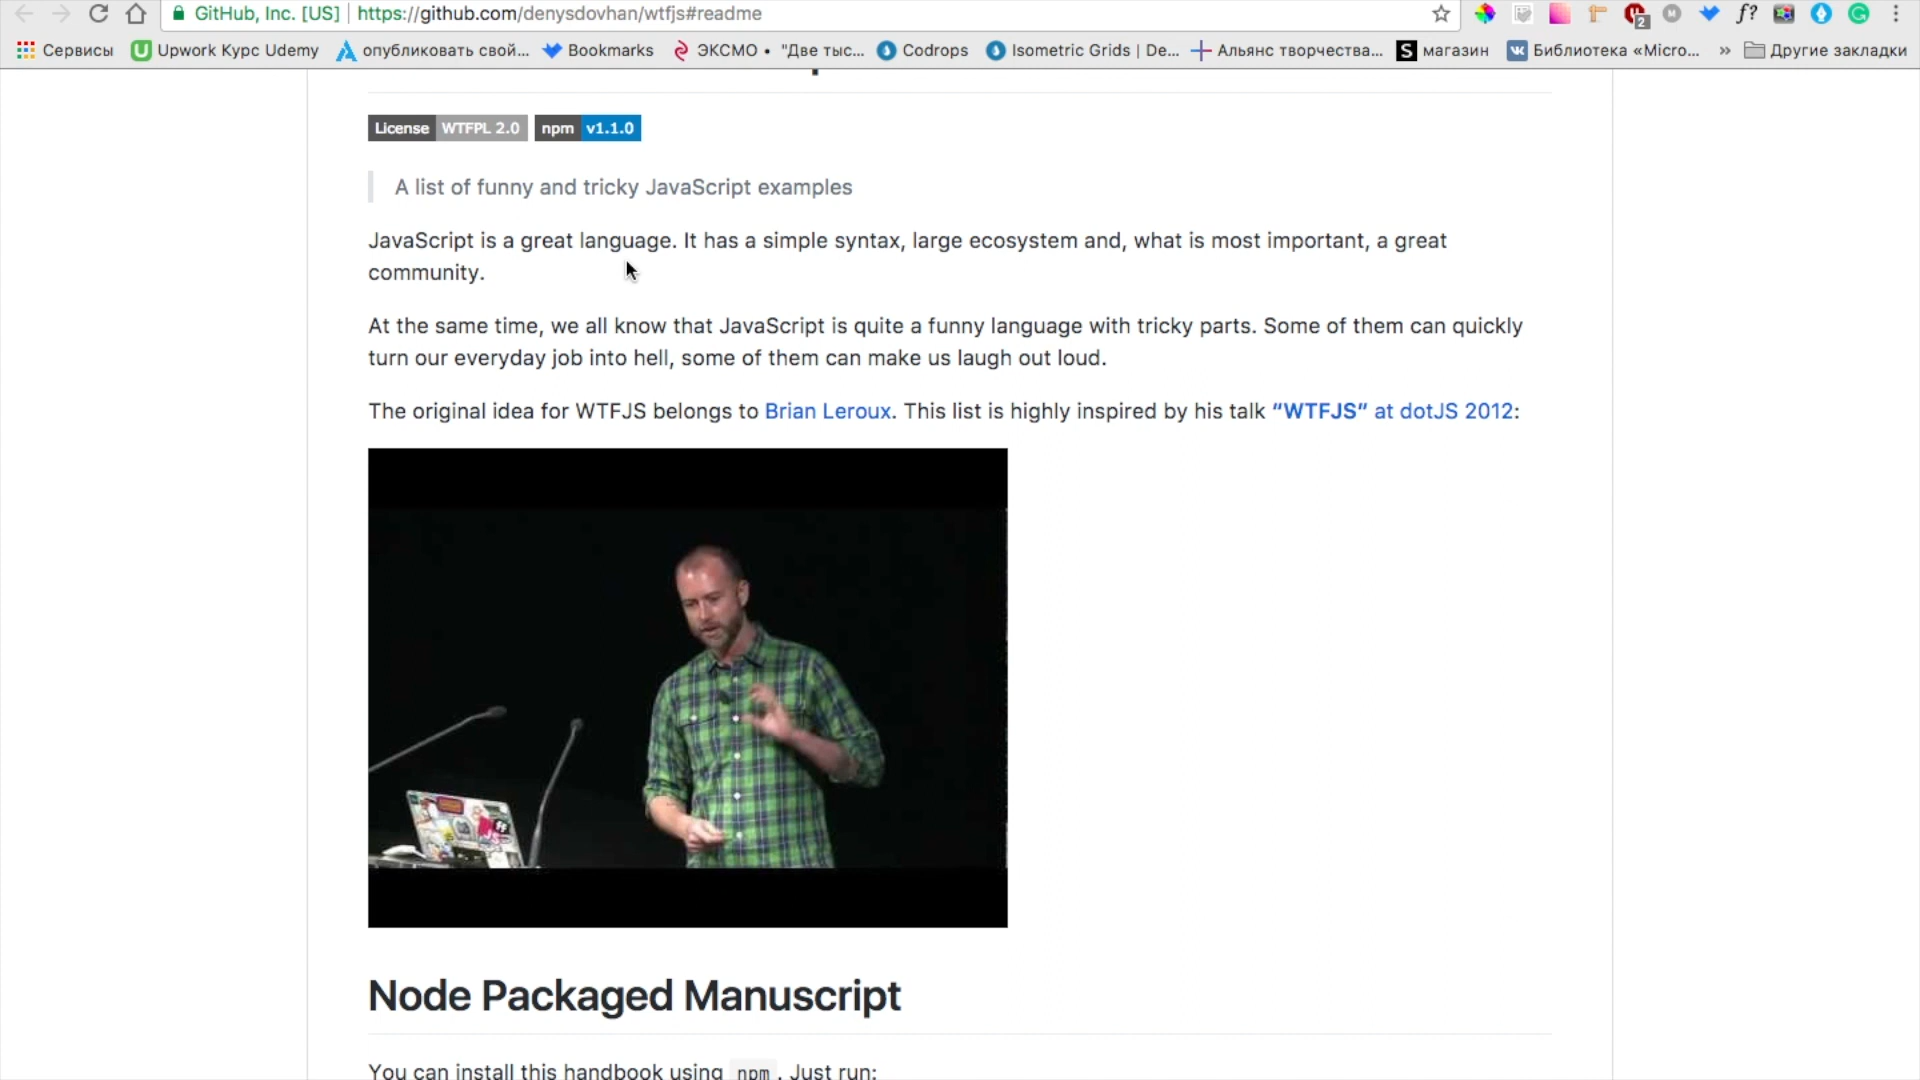 GitHub, Inc. [US] | https://github.com/denysdovhan/wtfjs#readme
2 M f?
Сервисы Upwork Курс Udemy опубликовать свой... Bookmarks ЭКСМО • "Две тыс... Codrops Isometric Grids | De... Альянс творчества... S магазин Библиотека «Micro... » Другие закладки
License WTFPL 2.0 npm v1.1.0
A list of funny and tricky JavaScript examples
JavaScript is a great language. It has a simple syntax, large ecosystem and, what is most important, a great
community.
At the same time, we all know that JavaScript is quite a funny language with tricky parts. Some of them can quickly
turn our everyday job into hell, some of them can make us laugh out loud.
The original idea for WTFJS belongs to Brian Leroux. This list is highly inspired by his talk “WTFJS” at dotJS 2012:
Node Packaged Manuscript
You can install this handbook using npm . Just run: